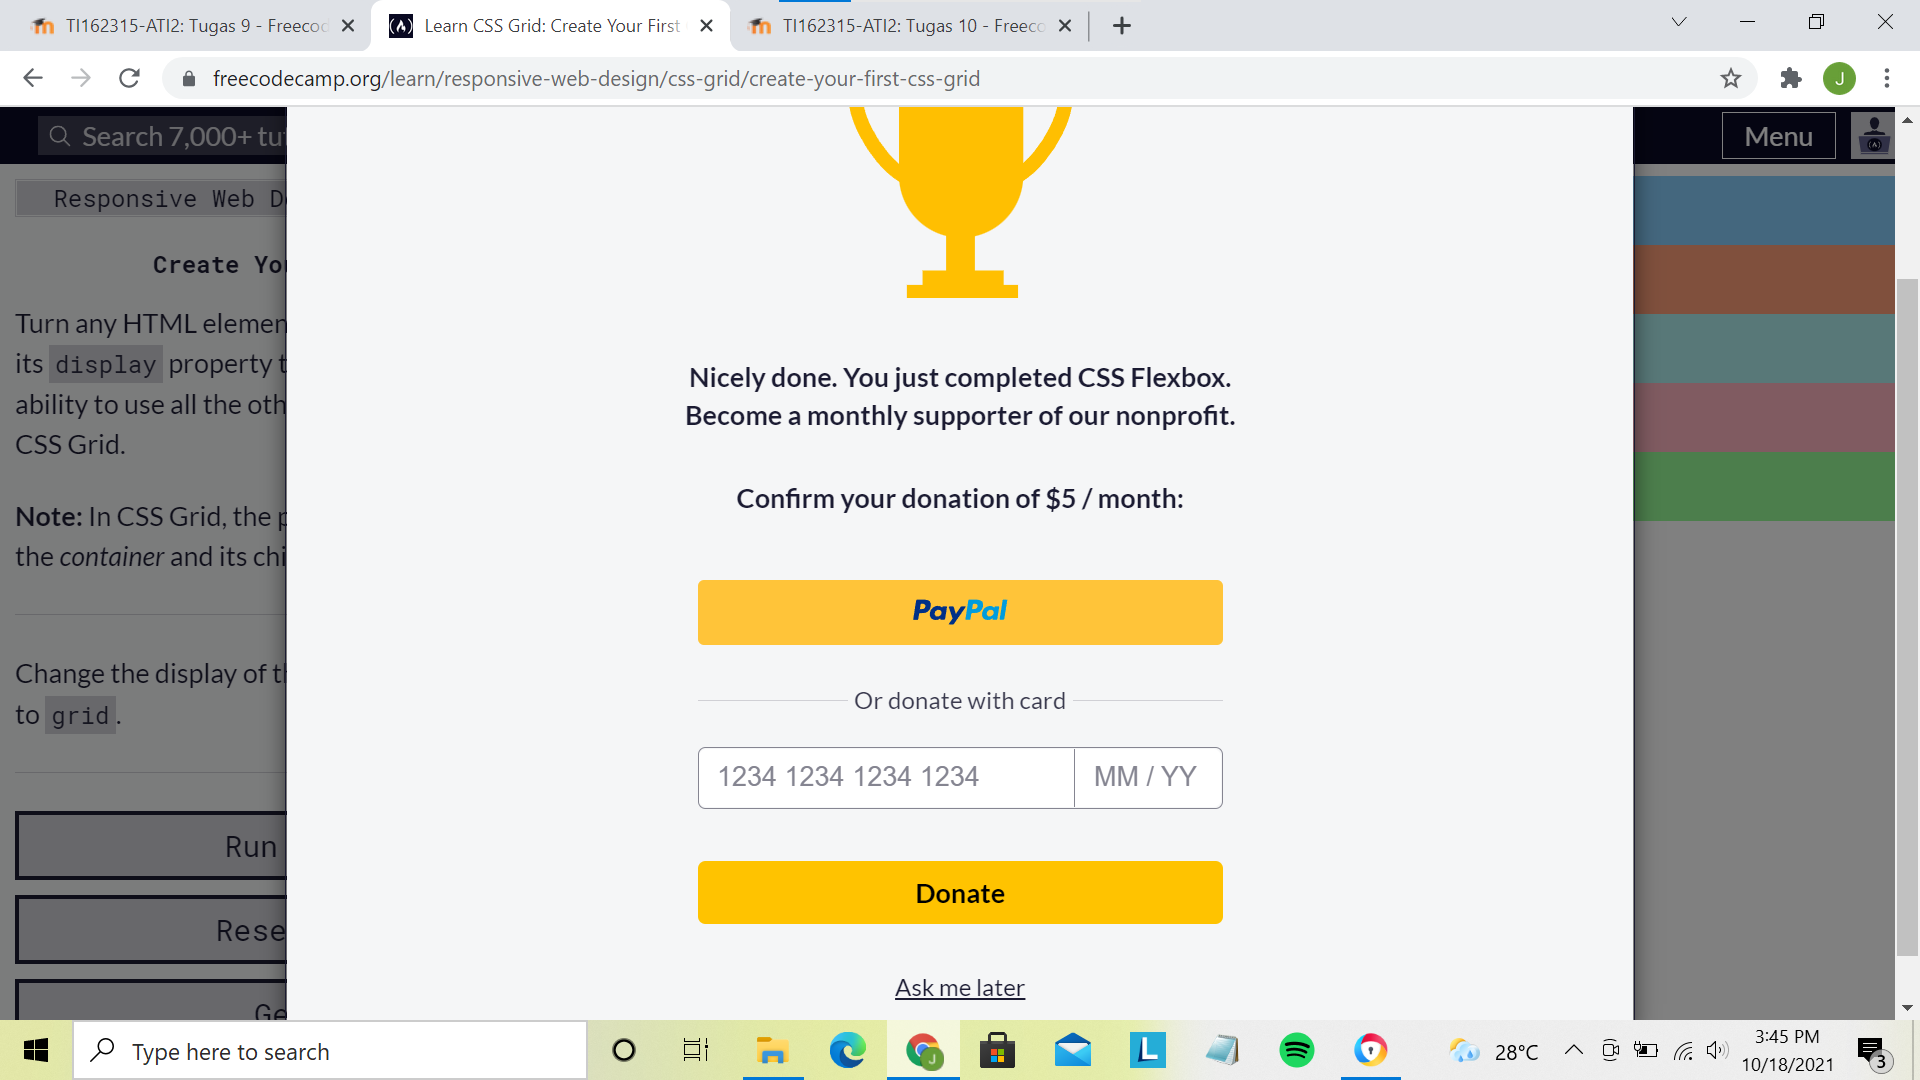 TI162315-ATI2: Tugas 9 - Freecod
Learn CSS Grid: Create Your First
TI162315-ATI2: Tugas 10 - Freeco
freecodecamp.org/learn/responsive-web-design/css-grid/create-your-first-css-grid
J
Search 7,000+ tu
Menu
Responsive Web D
Create Yo
Turn any HTML elemen
its display property t
ability to use all the oth
CSS Grid.
Note: In CSS Grid, the p
the container and its chi
Change the display of th
to grid.
Run
Rese
Ge
Nicely done. You just completed CSS Flexbox.
Become a monthly supporter of our nonprofit.
Confirm your donation of $5 / month:
PayPal
Or donate with card
1234 1234 1234 1234
MM / YY
Donate
Ask me later
Type here to search
J
L
28°C
3:45 PM
10/18/2021
3